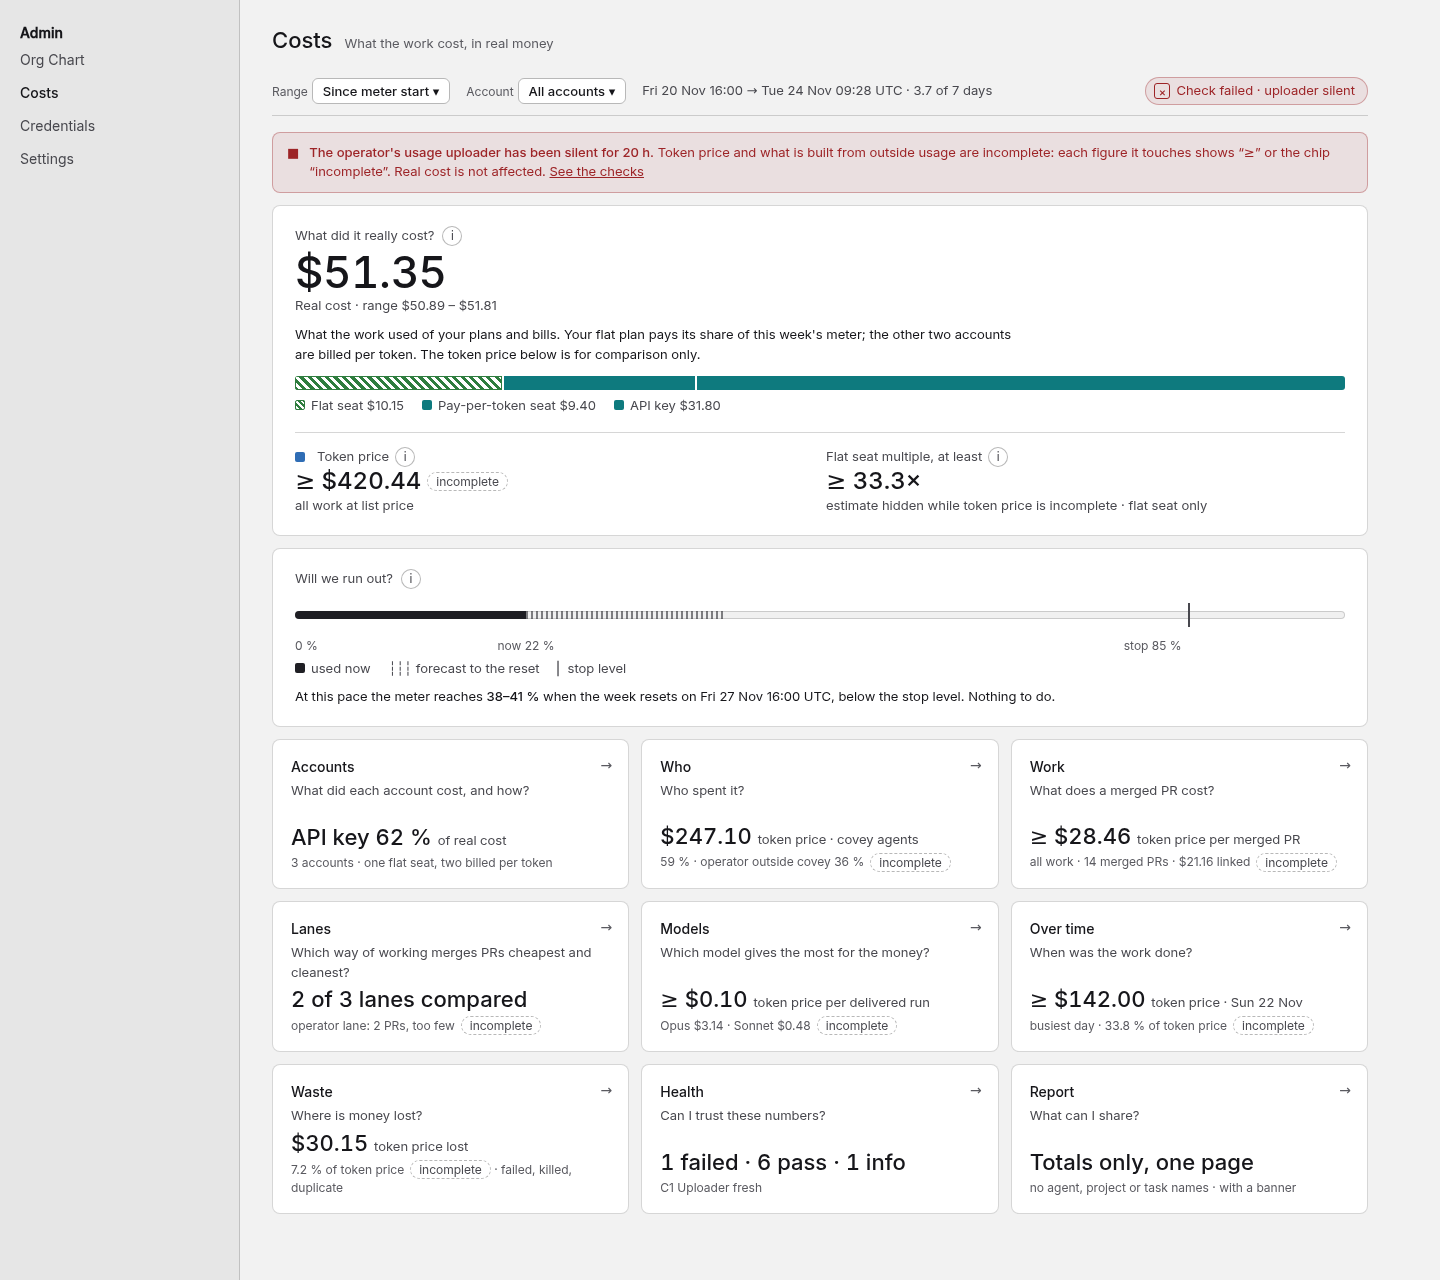 Admin
Org Chart
Costs
Credentials
Settings
Costs What the work cost, in real money
Range Since meter start ▾ Account All accounts ▾ Fri 20 Nov 16:00 → Tue 24 Nov 09:28 UTC · 3.7 of 7 days
× Check failed · uploader silent
The operator's usage uploader has been silent for 20 h. Token price and what is built from outside usage are incomplete: each figure it touches shows “≥” or the chip
“incomplete”. Real cost is not affected. See the checks
What did it really cost? i
$51.35
Real cost · range $50.89 – $51.81
What the work used of your plans and bills. Your flat plan pays its share of this week's meter; the other two accounts
are billed per token. The token price below is for comparison only.
Flat seat $10.15 Pay-per-token seat $9.40 API key $31.80
Token price i
≥ $420.44 incomplete
all work at list price
Flat seat multiple, at least i
≥ 33.3×
estimate hidden while token price is incomplete · flat seat only
Will we run out? i
0 % now 22 % stop 85 %
used now forecast to the reset stop level
At this pace the meter reaches 38–41 % when the week resets on Fri 27 Nov 16:00 UTC, below the stop level. Nothing to do.
Accounts →
What did each account cost, and how?
API key 62 % of real cost
3 accounts · one flat seat, two billed per token
Who →
Who spent it?
$247.10 token price · covey agents
59 % · operator outside covey 36 % incomplete
Work →
What does a merged PR cost?
≥ $28.46 token price per merged PR
all work · 14 merged PRs · $21.16 linked incomplete
Lanes →
Which way of working merges PRs cheapest and
cleanest?
2 of 3 lanes compared
operator lane: 2 PRs, too few incomplete
Models →
Which model gives the most for the money?
≥ $0.10 token price per delivered run
Opus $3.14 · Sonnet $0.48 incomplete
Over time →
When was the work done?
≥ $142.00 token price · Sun 22 Nov
busiest day · 33.8 % of token price incomplete
Waste →
Where is money lost?
$30.15 token price lost
7.2 % of token price incomplete · failed, killed,
duplicate
Health →
Can I trust these numbers?
1 failed · 6 pass · 1 info
C1 Uploader fresh
Report →
What can I share?
Totals only, one page
no agent, project or task names · with a banner